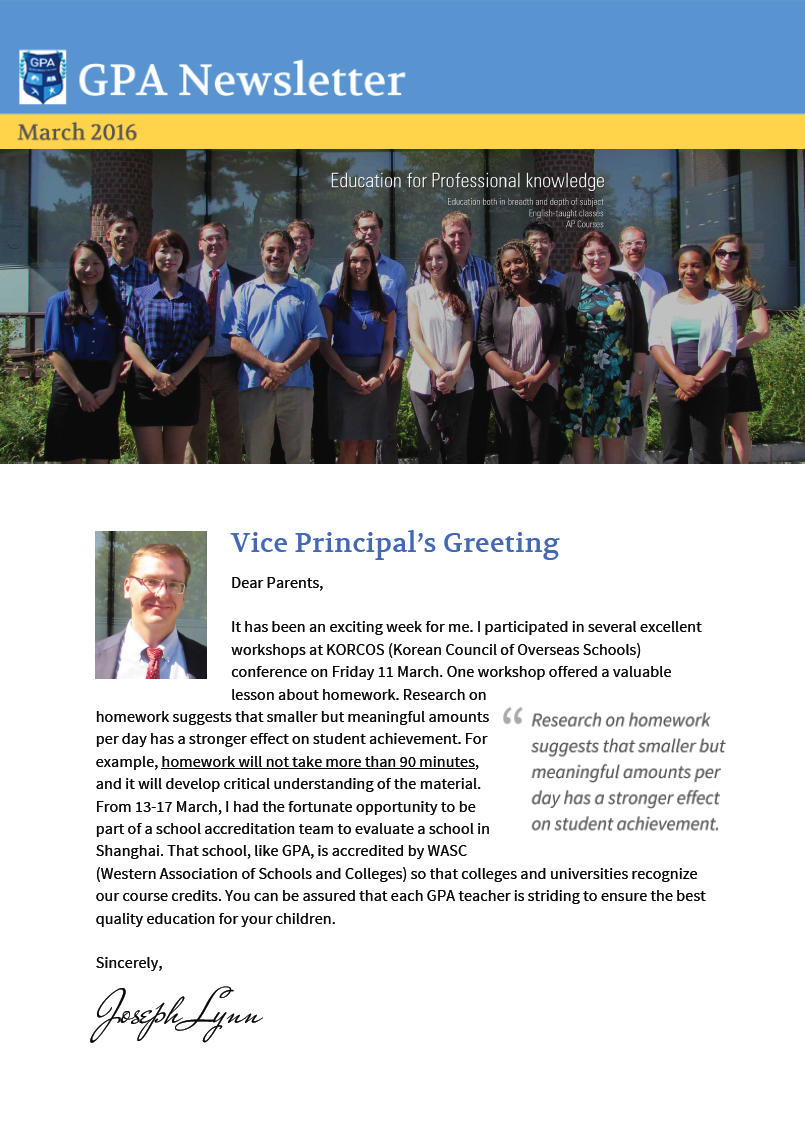 GPA
GPA Newsletter
March 2016
Education for Professional knowledge
Education both in breadth and depth of subject
English-taught classes
AP Courses
Vice Principal's Greeting
Dear Parents,
It has been an exciting week for me. I participated in several excellent
workshops at KORCOS (Korean Council of Overseas Schools)
conference on Friday 11 March. One workshop offered a valuable
lesson about homework. Research on
homework suggests that smaller but meaningful amounts
per day has a stronger effect on student achievement. For
example, homework will not take more than 90 minutes,
and it will develop critical understanding of the material.
From 13-17 March, I had the fortunate opportunity to be
part of a school accreditation team to evaluate a school in
Shanghai. That school, like GPA, is accredited by WASC
(Western Association of Schools and Colleges) so that colleges and universities recognize
our course credits. You can be assured that each GPA teacher is striding to ensure the best
quality education for your children.
“ Research on homework
suggests that smaller but
meaningful amounts per
day has a stronger effect
on student achievement.
Sincerely,
Joseph Lynn